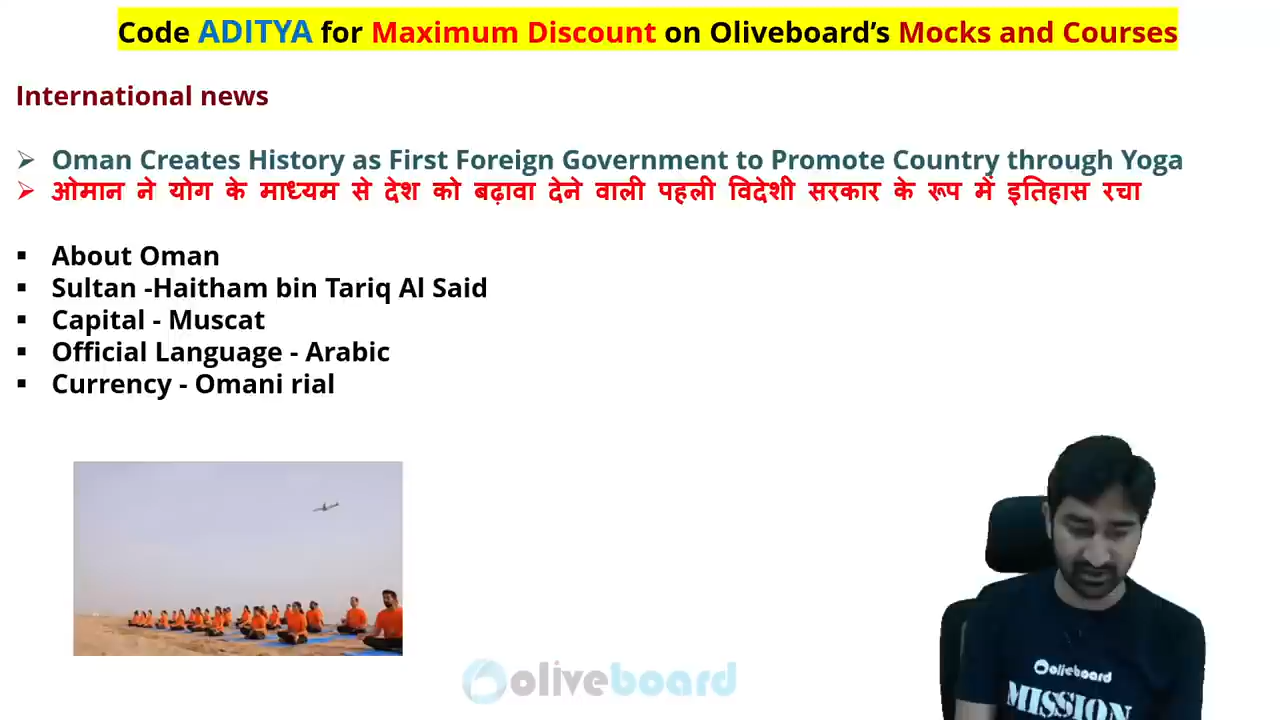 Code ADITYA for Maximum Discount on Oliveboard’s Mocks and Courses
International news
➢ Oman Creates History as First Foreign Government to Promote Country through Yoga
➢ ओमान ने योग के माध्यम से देश को बढ़ावा देने वाली पहली विदेशी सरकार के रूप में इतिहास रचा
▪ About Oman
▪ Sultan -Haitham bin Tariq Al Said
▪ Capital - Muscat
▪ Official Language - Arabic
▪ Currency - Omani rial
oliveboard
oliveboard
MISSION